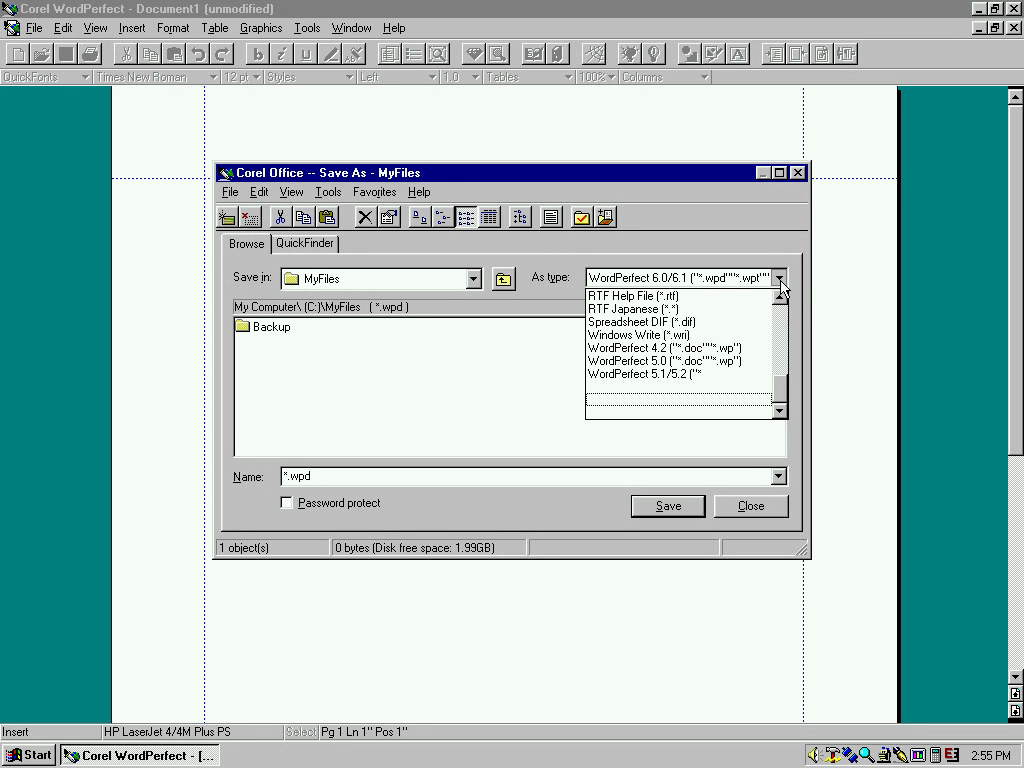 Corel WordPerfect - Document1 (unmodified)
File Edit View Insert Format Table Graphics Tools Window Help
QuickFonts Times New Roman 12 pt Styles Left 1.0 Tables 100% Columns
Corel Office -- Save As - MyFiles
File Edit View Tools Favorites Help
Browse QuickFinder
Save in: MyFiles As type: WordPerfect 6.0/6.1 ("*.wpd""*.wpt""
My Computer\ (C:)\MyFiles ( *.wpd )
Backup
RTF Help File (*.rtf)
RTF Japanese (*.*)
Spreadsheet DIF (*.dif)
Windows Write (*.wri)
WordPerfect 4.2 ("*.doc""*.wp")
WordPerfect 5.0 ("*.doc""*.wp")
WordPerfect 5.1/5.2 ("*
Name: *.wpd
Password protect
Save Close
1 object(s) 0 bytes (Disk free space: 1.99GB)
Insert HP LaserJet 4/4M Plus PS Select Pg 1 Ln 1" Pos 1"
Start Corel WordPerfect - [... 2:55 PM